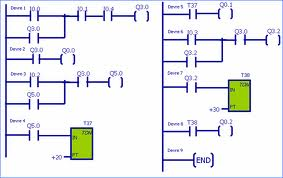 Devre 1 I0.0 I0.1 I0.4 Q3.0
Q3.0
Devre 2 Q3.0 Q0.0
Devre 3 I0.2 Q3.0 Q5.0
Q5.0
Devre 4 Q5.0 T37
IN TON
+20 PT
Devre 5 T37 Q0.1
Devre 6 I0.3 Q3.0 Q3.2
Q3.2
Devre 7 Q3.2 T38
IN TON
+30 PT
Devre 8 T38 Q0.2
Devre 9
END